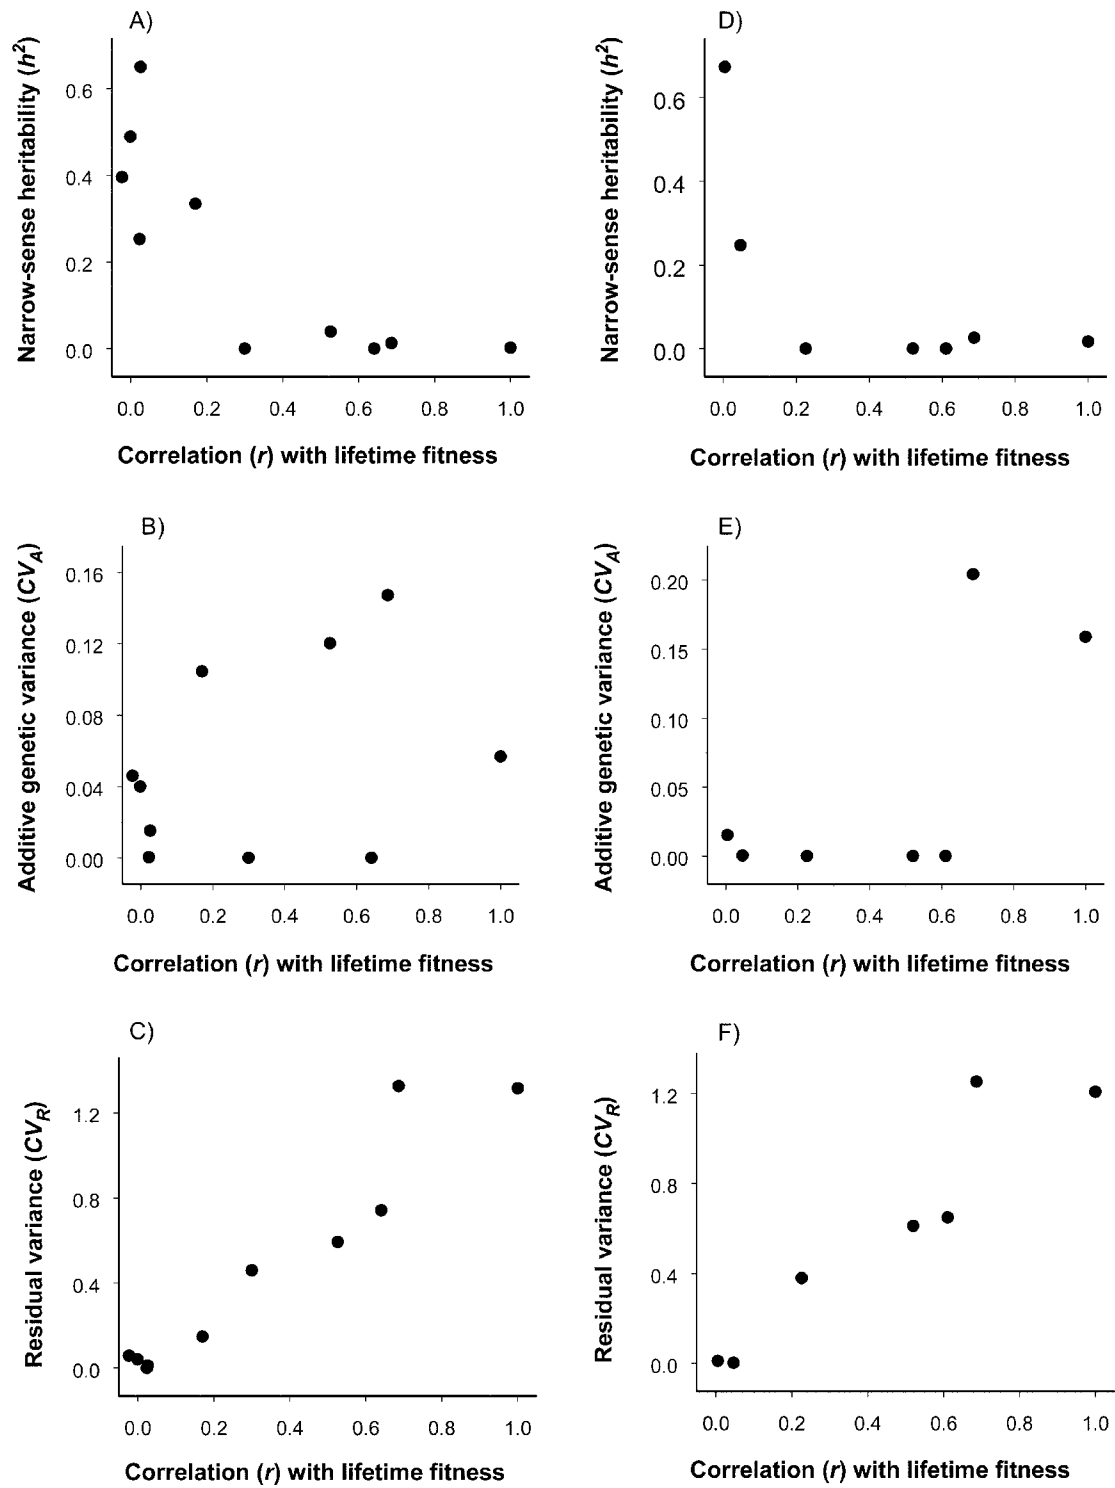 A)
Narrow-sense heritability (h²)
0.6
0.4
0.2
0.0
0.0 0.2 0.4 0.6 0.8 1.0
Correlation (r) with lifetime fitness
D)
Narrow-sense heritability (h²)
0.6
0.4
0.2
0.0
0.0 0.2 0.4 0.6 0.8 1.0
Correlation (r) with lifetime fitness
B)
Additive genetic variance (CV_A)
0.16
0.12
0.08
0.04
0.00
0.0 0.2 0.4 0.6 0.8 1.0
Correlation (r) with lifetime fitness
E)
Additive genetic variance (CV_A)
0.20
0.15
0.10
0.05
0.00
0.0 0.2 0.4 0.6 0.8 1.0
Correlation (r) with lifetime fitness
C)
Residual variance (CV_R)
1.2
0.8
0.4
0.0
0.0 0.2 0.4 0.6 0.8 1.0
Correlation (r) with lifetime fitness
F)
Residual variance (CV_R)
1.2
0.8
0.4
0.0
0.0 0.2 0.4 0.6 0.8 1.0
Correlation (r) with lifetime fitness